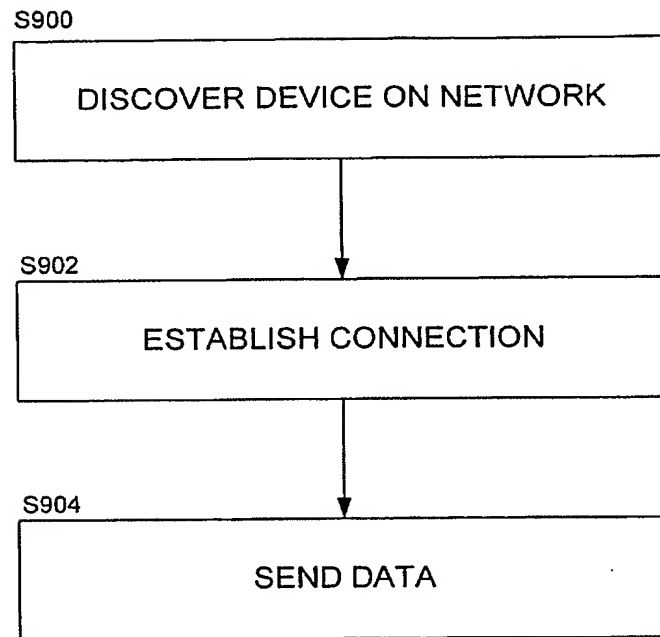 S900
DISCOVER DEVICE ON NETWORK
S902
ESTABLISH CONNECTION
S904
SEND DATA